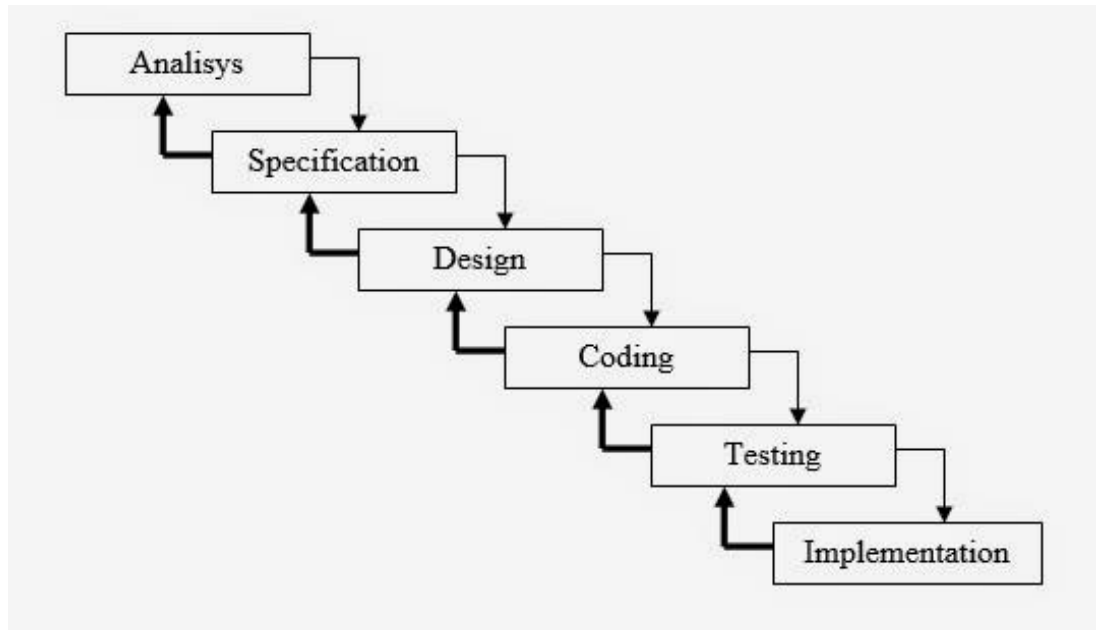 Analisys
Specification
Design
Coding
Testing
Implementation